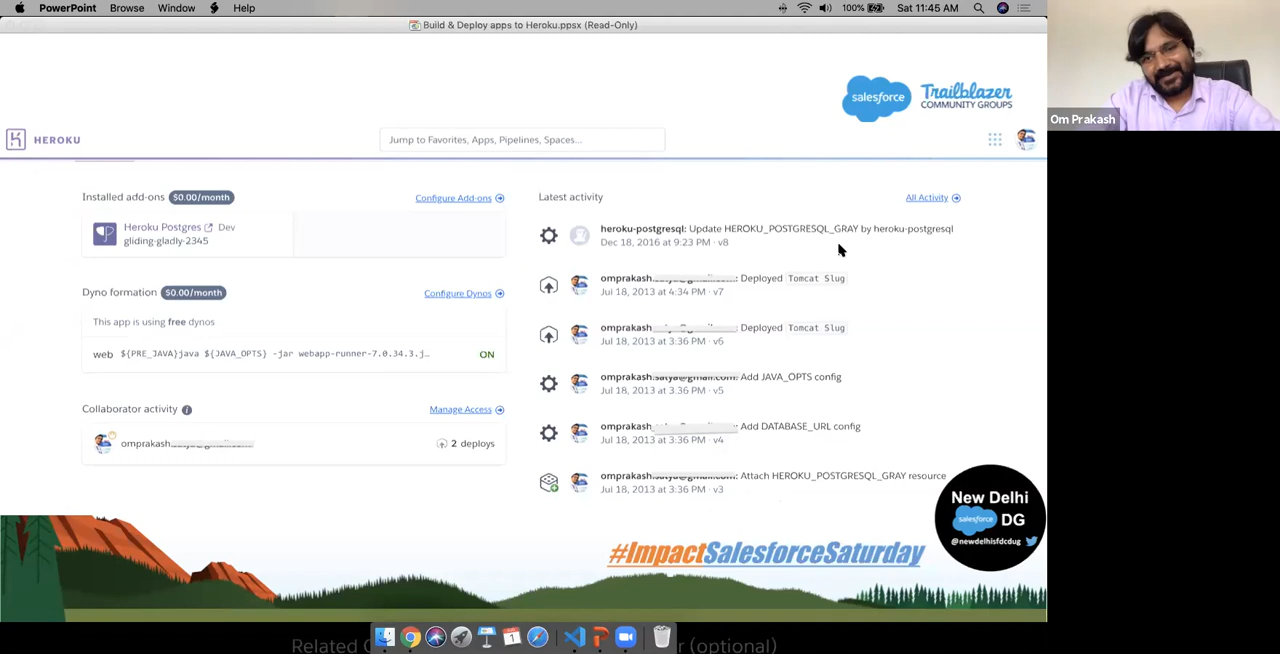 PowerPoint Browse Window Help 100% Sat 11:45 AM
Build & Deploy apps to Heroku.ppsx (Read-Only)
salesforce Trailblazer
COMMUNITY GROUPS
Om Prakash
HEROKU
Jump to Favorites, Apps, Pipelines, Spaces...
Installed add-ons $0.00/month Configure Add-ons
Heroku Postgres Dev
gliding-gladly-2345
Dyno formation $0.00/month Configure Dynos
This app is using free dynos
web ${PRE_JAVA}java ${JAVA_OPTS} -jar webapp-runner-7.0.34.3.j… ON
Collaborator activity Manage Access
omprakash 2 deploys
Latest activity All Activity
heroku-postgresql: Update HEROKU_POSTGRESQL_GRAY by heroku-postgresql
Dec 18, 2016 at 9:23 PM · v8
omprakash : Deployed Tomcat Slug
Jul 18, 2013 at 4:34 PM · v7
omprakash : Deployed Tomcat Slug
Jul 18, 2013 at 3:36 PM · v6
omprakash : Add JAVA_OPTS config
Jul 18, 2013 at 3:36 PM · v5
omprakash : Add DATABASE_URL config
Jul 18, 2013 at 3:36 PM · v4
omprakash : Attach HEROKU_POSTGRESQL_GRAY resource
Jul 18, 2013 at 3:36 PM · v3
New Delhi
salesforce DG
@newdelhisfdcdug
#ImpactSalesforceSaturday
Related (optional)